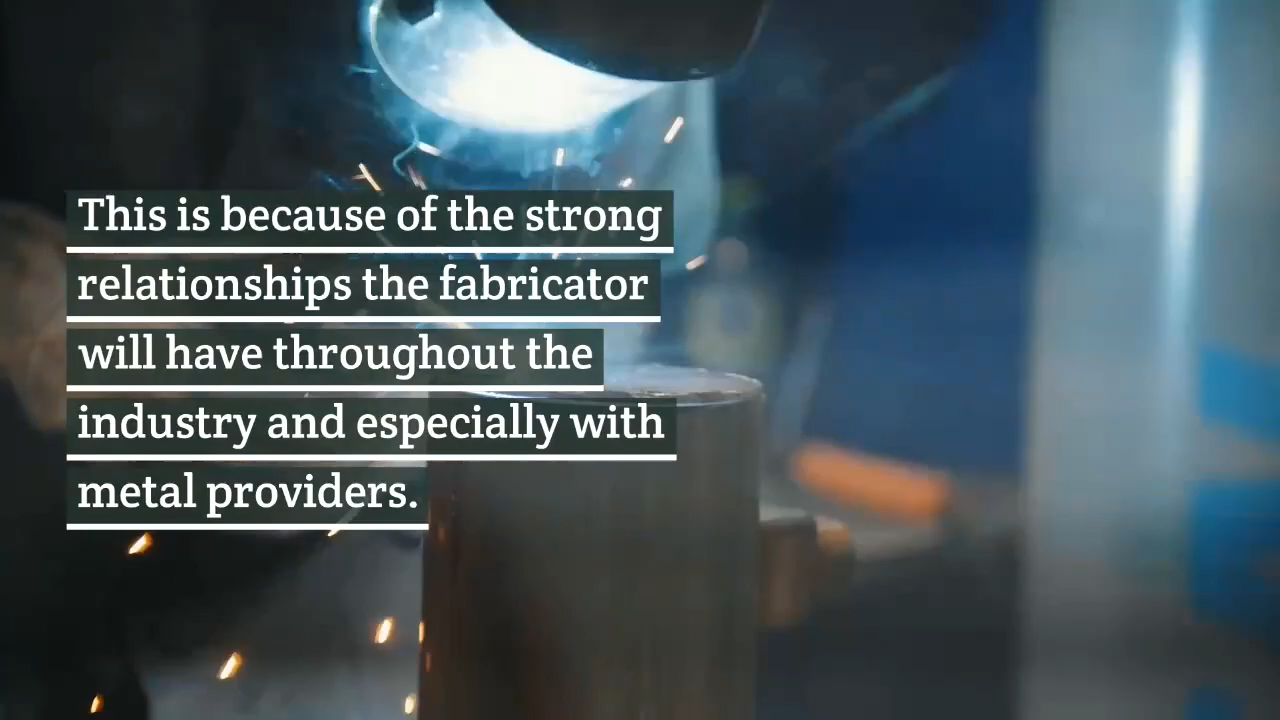 This is because of the strong
relationships the fabricator
will have throughout the
industry and especially with
metal providers.